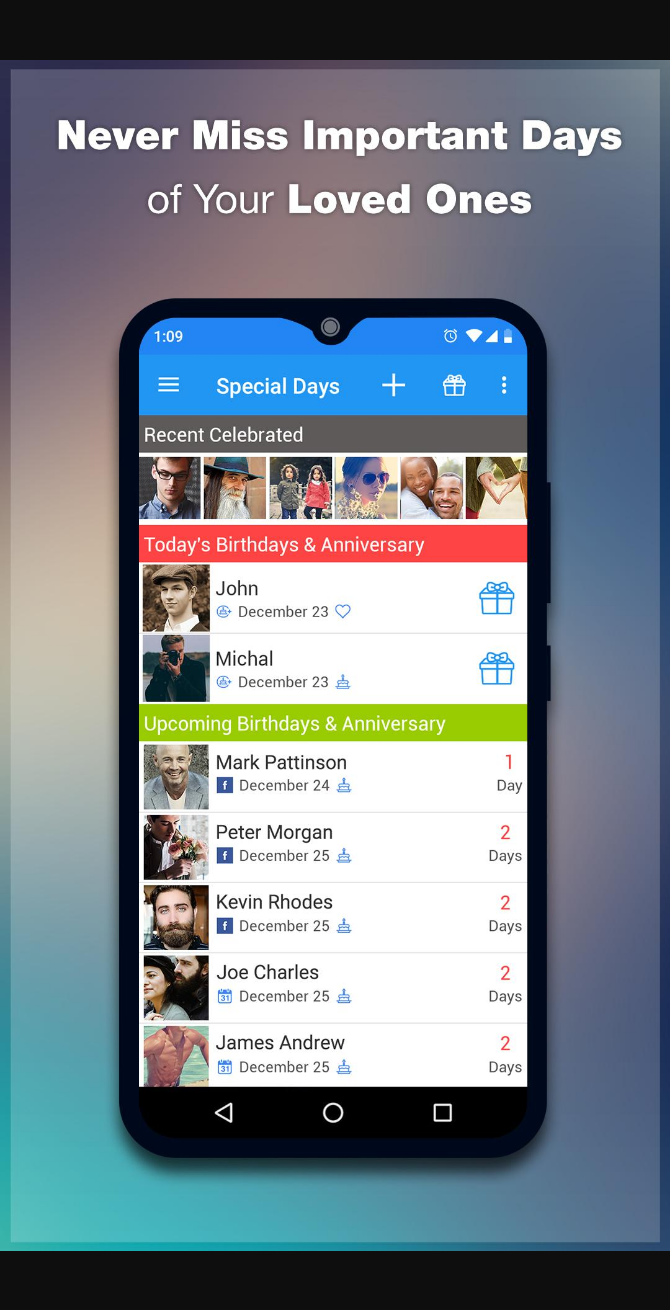 Never Miss Important Days
of Your Loved Ones
1:09
Special Days
Recent Celebrated
Today's Birthdays & Anniversary
John
December 23
Michal
December 23
Upcoming Birthdays & Anniversary
Mark Pattinson 1
f December 24 Day
Peter Morgan 2
f December 25 Days
Kevin Rhodes 2
f December 25 Days
Joe Charles 2
31 December 25 Days
James Andrew 2
31 December 25 Days